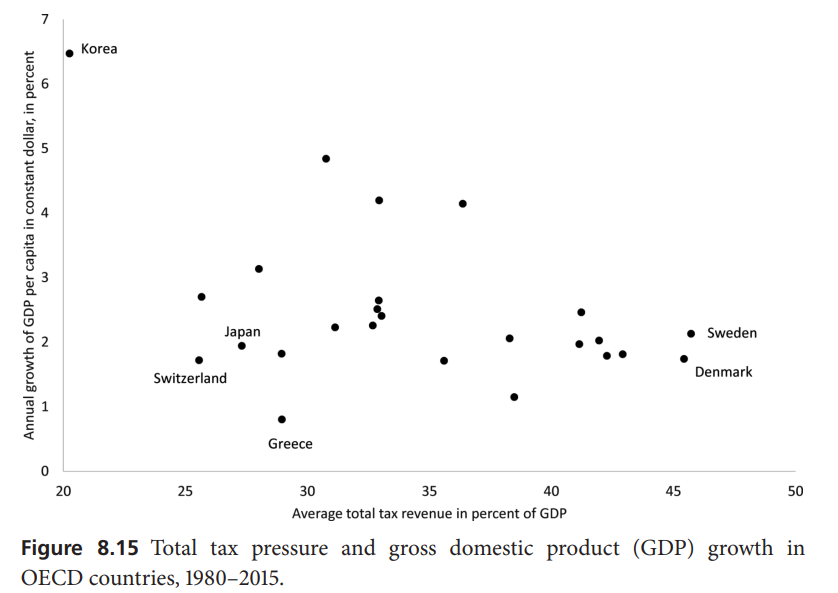 Annual growth of GDP per capita in constant dollar, in percent
7
6
5
4
3
2
1
0
Korea
Japan
Switzerland
Greece
Sweden
Denmark
20 25 30 35 40 45 50
Average total tax revenue in percent of GDP
Figure 8.15 Total tax pressure and gross domestic product (GDP) growth in
OECD countries, 1980–2015.